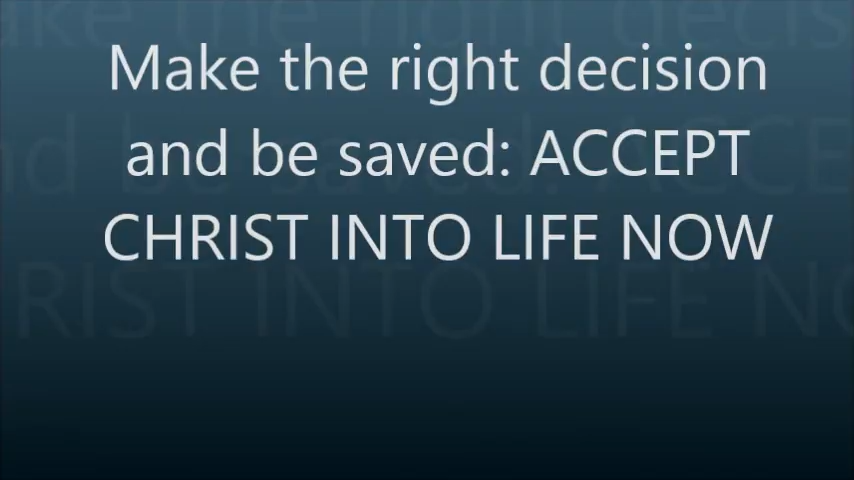 Make the right decision
and be saved: ACCEPT
CHRIST INTO LIFE NOW